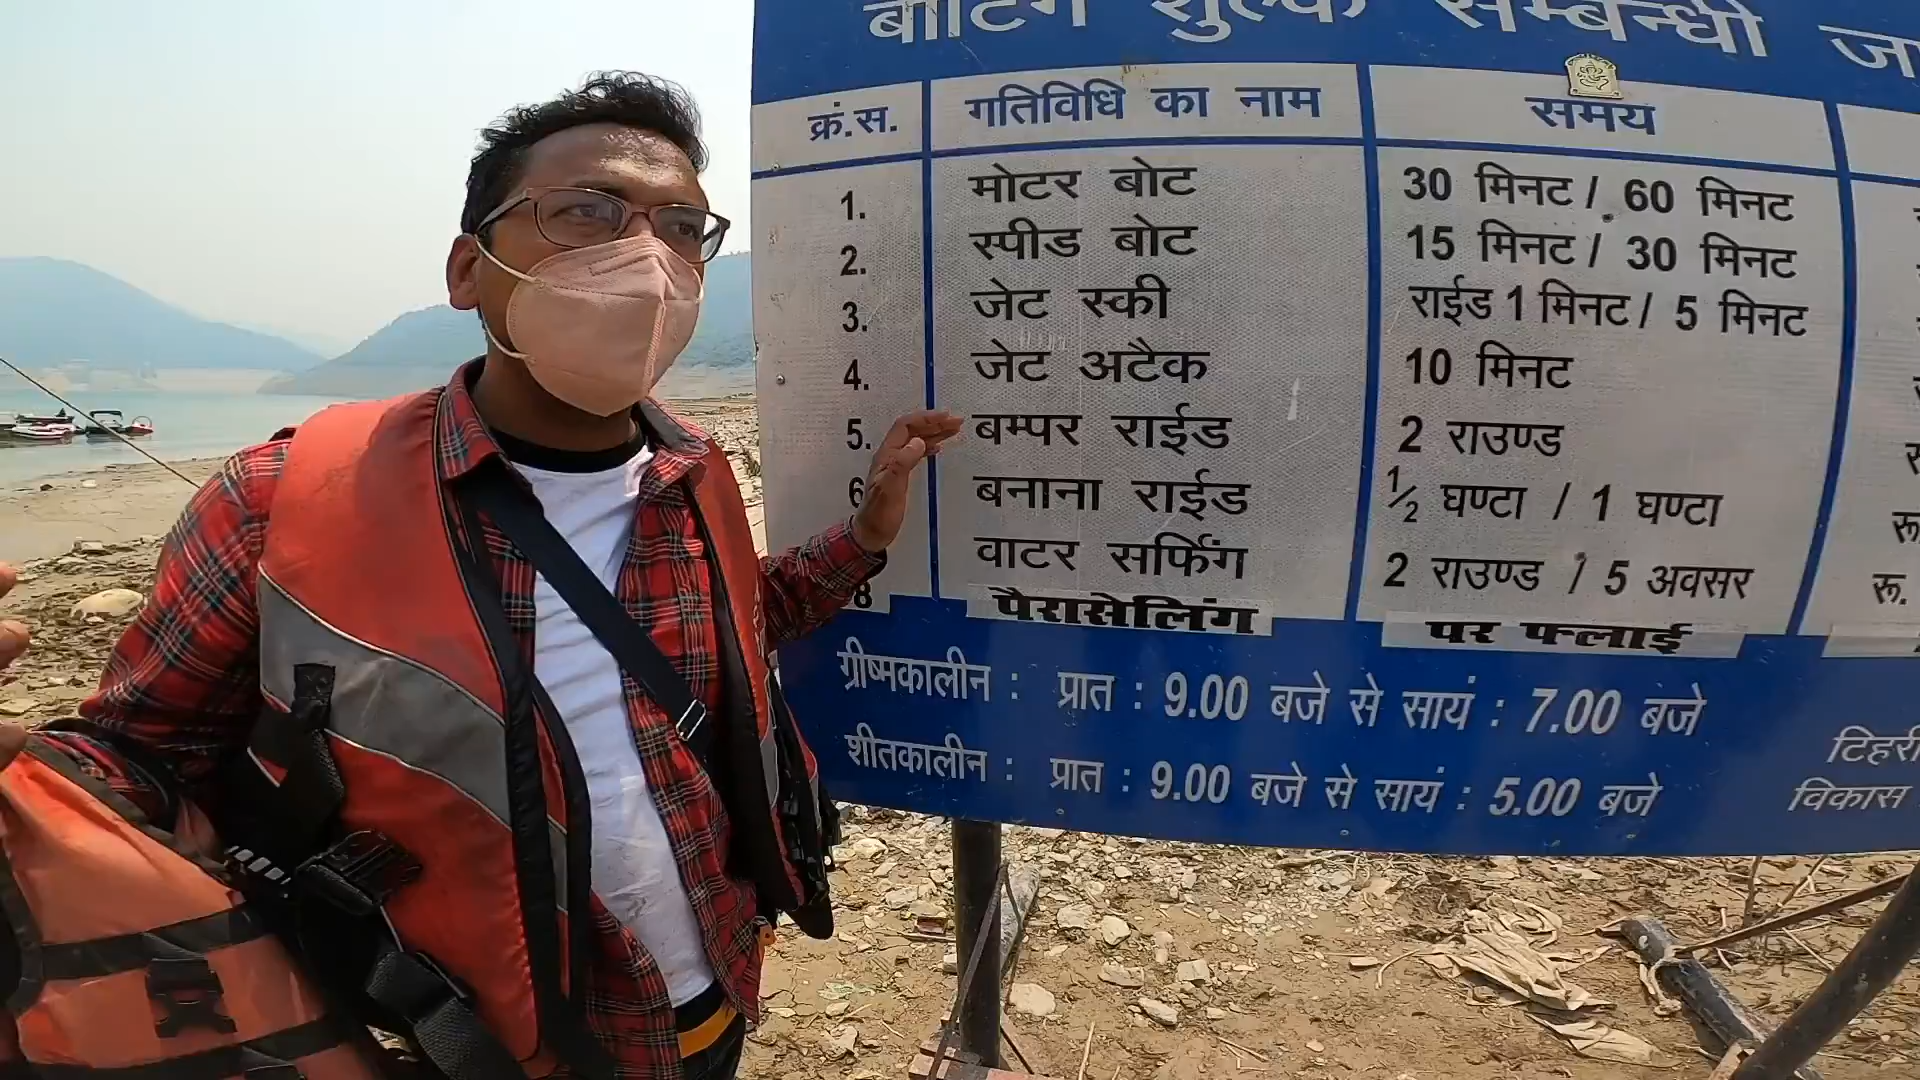 बोटिंग शुल्क सम्बन्धी
क्रं.स. गतिविधि का नाम समय
1. मोटर बोट 30 मिनट / 60 मिनट
2. स्पीड बोट 15 मिनट / 30 मिनट
3. जेट स्की राईड 1 मिनट / 5 मिनट
4. जेट अटैक 10 मिनट
5. बम्पर राईड 2 राउण्ड
6 बनाना राईड ½ घण्टा / 1 घण्टा रू
वाटर सर्फिंग 2 राउण्ड / 5 अवसर रू.
8 पैरासेलिंग पर फ्लाई
ग्रीष्मकालीन : प्रात : 9.00 बजे से सायं : 7.00 बजे
शीतकालीन : प्रात : 9.00 बजे से सायं : 5.00 बजे
टिहरी
विकास